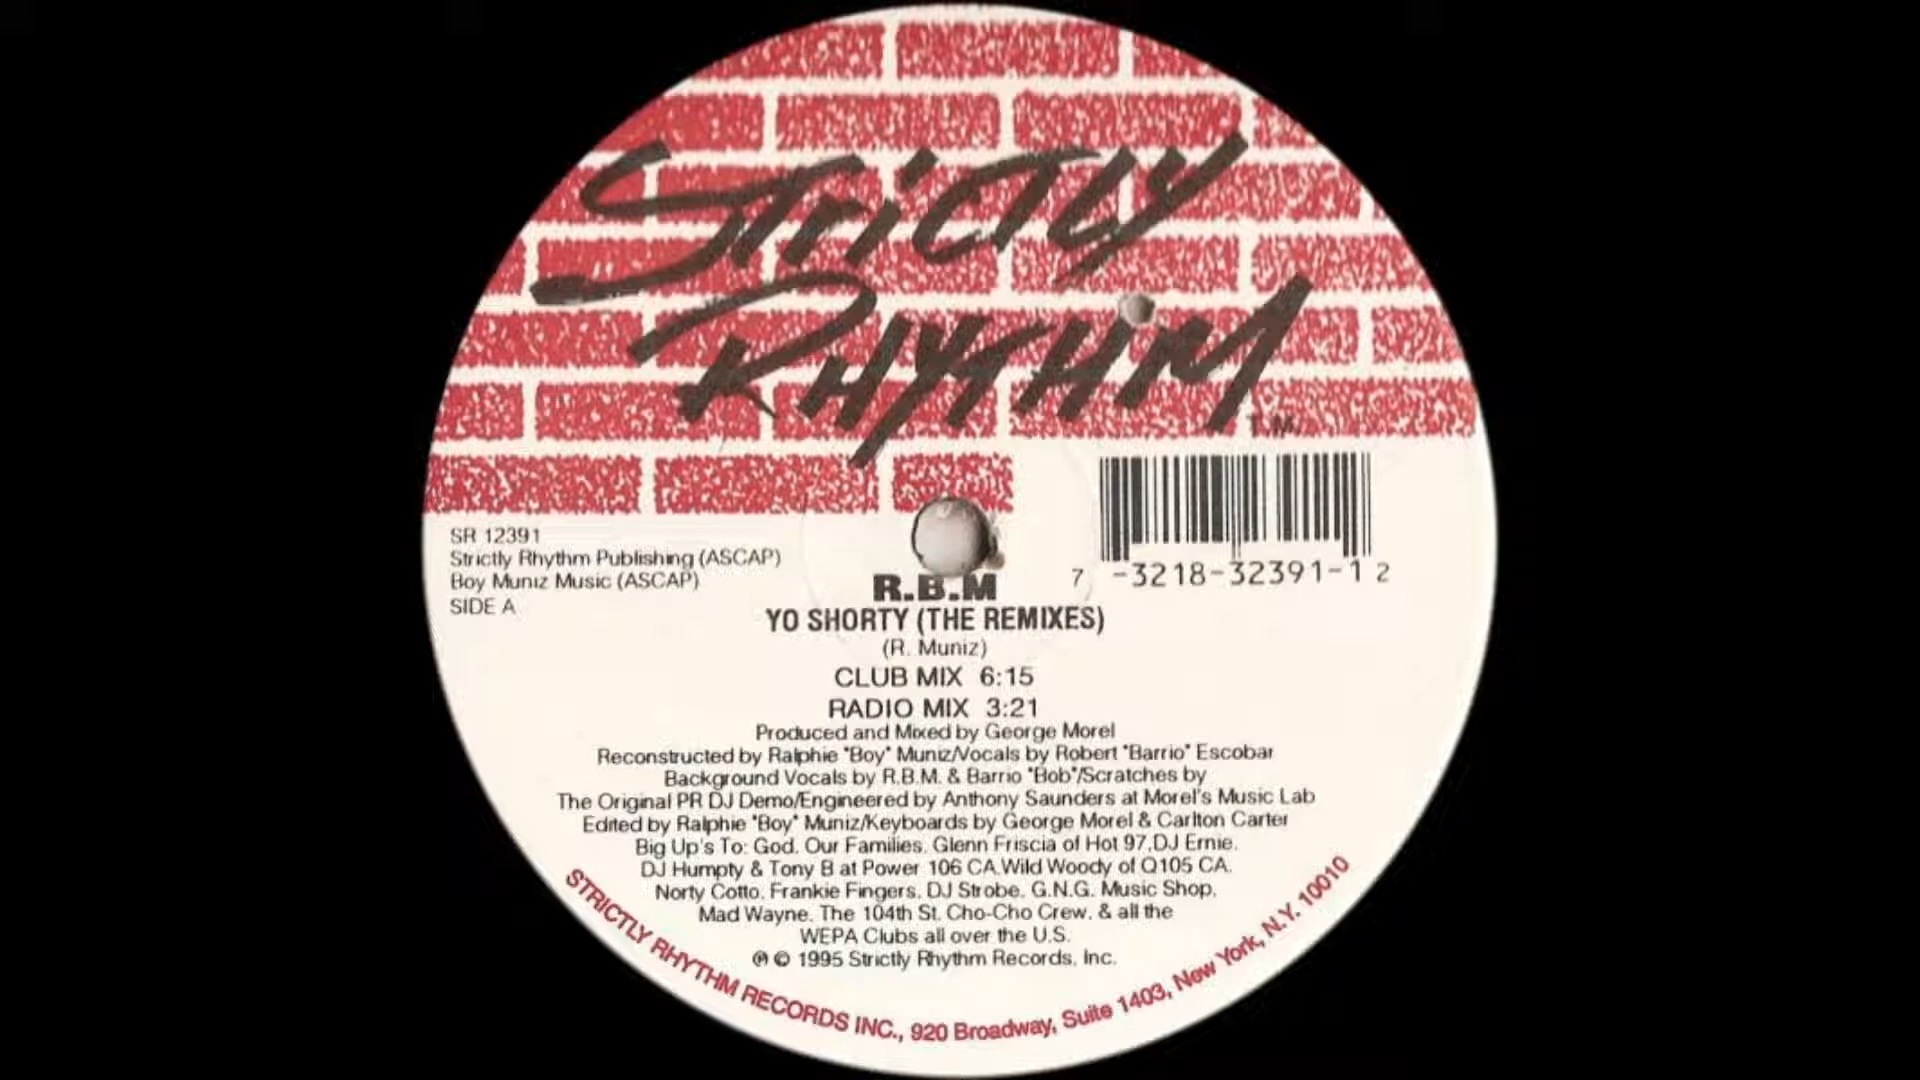 STRICTLY
RHYTHM
T.M.
SR 12391
Strictly Rhythm Publishing (ASCAP)
Boy Muniz Music (ASCAP)
SIDE A
7 -3218-32391-1 2
R.B.M
YO SHORTY (THE REMIXES)
(R. Muniz)
CLUB MIX 6:15
RADIO MIX 3:21
Produced and Mixed by George Morel
Reconstructed by Ralphie "Boy" Muniz/Vocals by Robert "Barrio" Escobar
Background Vocals by R.B.M. & Barrio "Bob"/Scratches by
The Original PR DJ Demo/Engineered by Anthony Saunders at Morel's Music Lab
Edited by Ralphie "Boy" Muniz/Keyboards by George Morel & Carlton Carter
Big Up's To: God, Our Families, Glenn Friscia of Hot 97,DJ Ernie,
DJ Humpty & Tony B at Power 106 CA,Wild Woody of Q105 CA,
Norty Cotto, Frankie Fingers, DJ Strobe, G.N.G. Music Shop,
Mad Wayne, The 104th St. Cho-Cho Crew, & all the
WEPA Clubs all over the U.S.
℗ © 1995 Strictly Rhythm Records, Inc.
STRICTLY RHYTHM RECORDS INC., 920 Broadway, Suite 1403, New York, N.Y. 10010